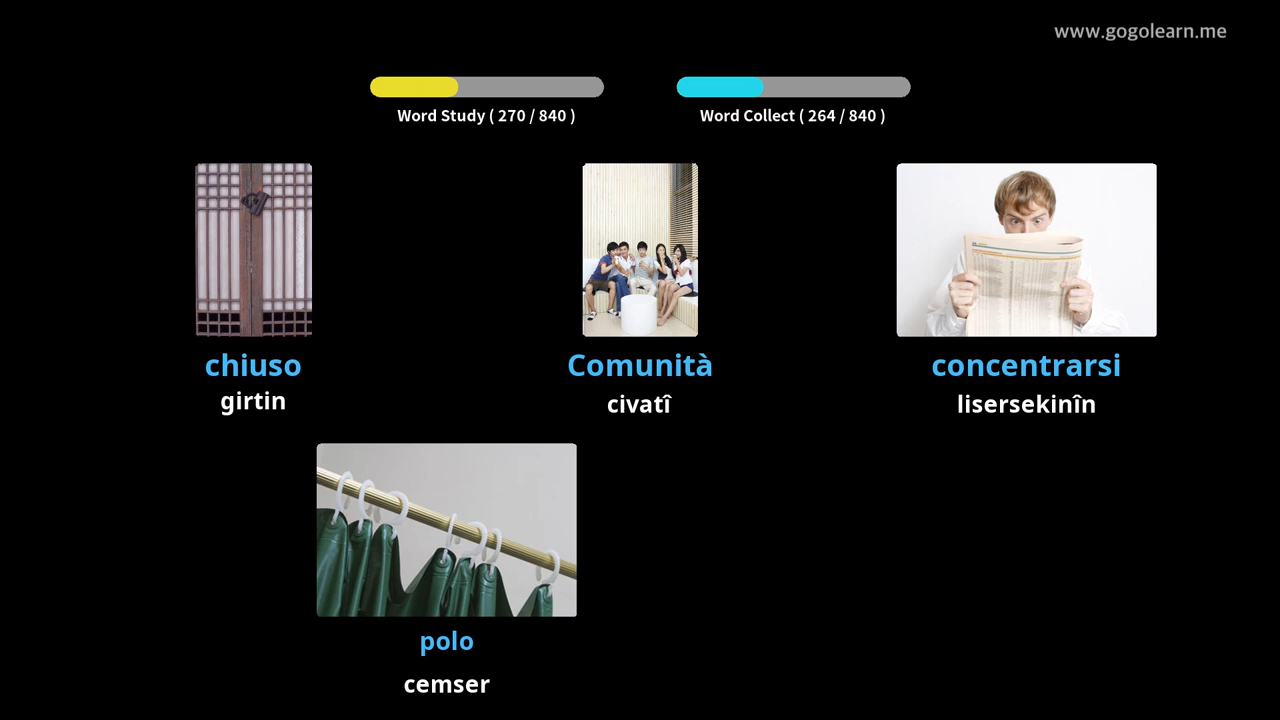 www.gogolearn.me
Word Study ( 270 / 840 )
Word Collect ( 264 / 840 )
chiuso
girtin
Comunità
civatî
concentrarsi
lisersekinîn
polo
cemser